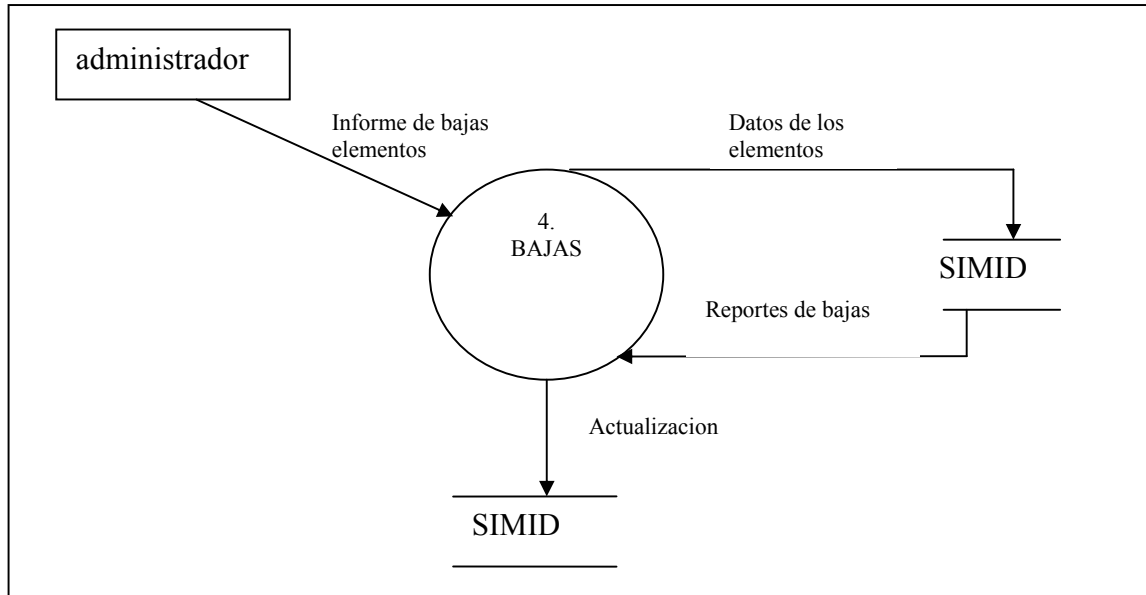 administrador
Informe de bajas
elementos
Datos de los
elementos
4.
BAJAS
SIMID
Reportes de bajas
Actualizacion
SIMID